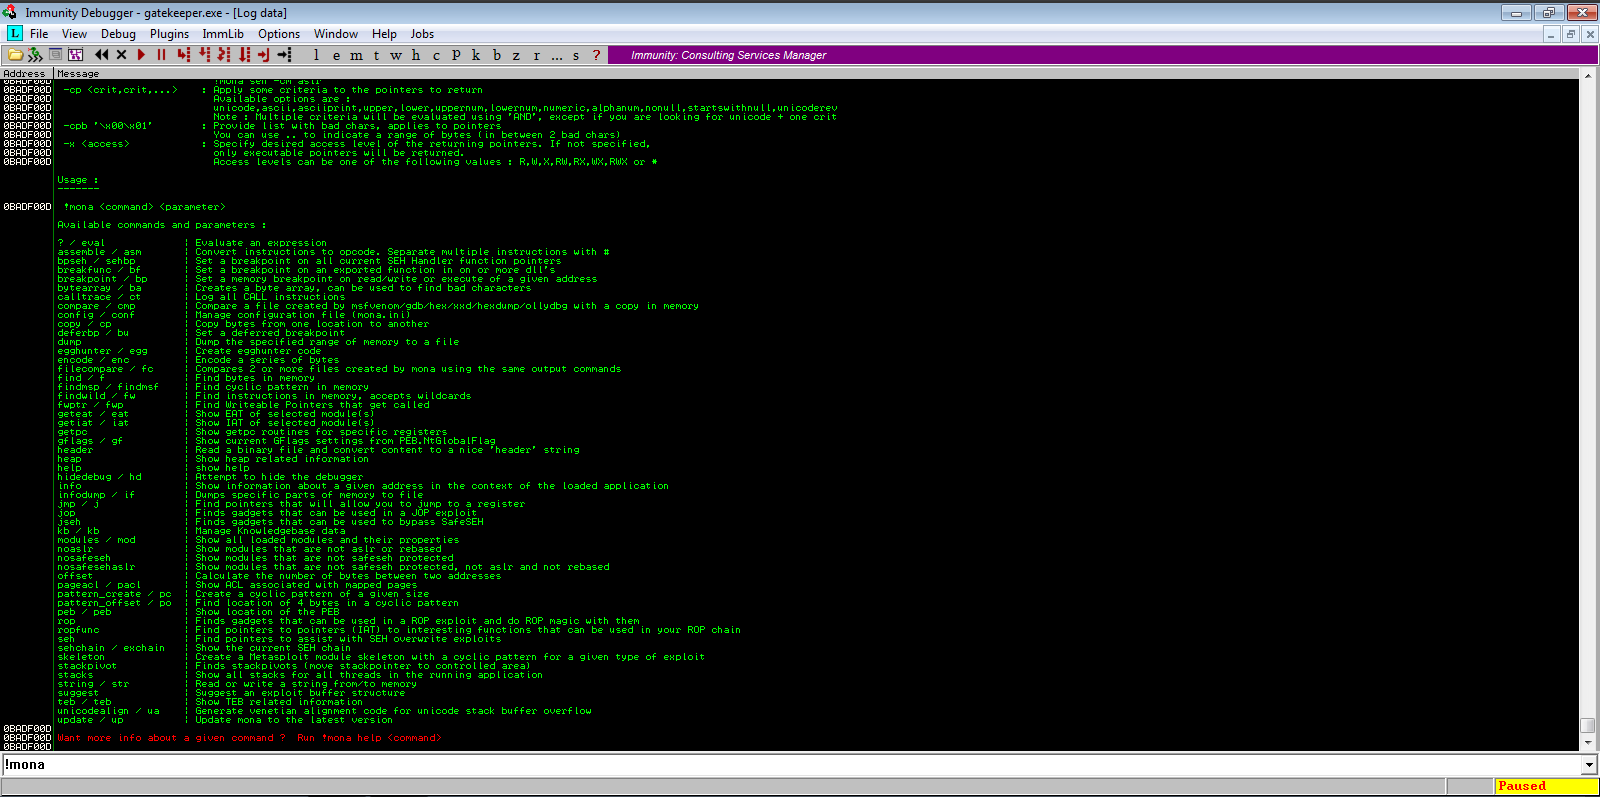 Immunity Debugger - gatekeeper.exe - [Log data]
L File View Debug Plugins ImmLib Options Window Help Jobs
l e m t w h c P k b z r ... s ? Immunity: Consulting Services Manager
Address Message
0BADF00D !mona seh -cm aslr
0BADF00D -cp <crit,crit,....> : Apply some criteria to the pointers to return
0BADF00D Available options are :
0BADF00D unicode,ascii,asciiprint,upper,lower,uppernum,lowernum,numeric,alphanum,nonull,startswithnull,unicoderev
0BADF00D Note : Multiple criteria will be evaluated using 'AND', except if you are looking for unicode + one crit
0BADF00D -cpb '\x00\x01' : Provide list with bad chars, applies to pointers
0BADF00D You can use .. to indicate a range of bytes (in between 2 bad chars)
0BADF00D -x <access> : Specify desired access level of the returning pointers. If not specified,
0BADF00D only executable pointers will be returned.
0BADF00D Access levels can be one of the following values : R,W,X,RW,RX,WX,RWX or *
Usage :
-------
0BADF00D !mona <command> <parameter>
Available commands and parameters :
? / eval | Evaluate an expression
assemble / asm | Convert instructions to opcode. Separate multiple instructions with #
bpseh / sehbp | Set a breakpoint on all current SEH Handler function pointers
breakfunc / bf | Set a breakpoint on an exported function in on or more dll's
breakpoint / bp | Set a memory breakpoint on read/write or execute of a given address
bytearray / ba | Creates a byte array, can be used to find bad characters
calltrace / ct | Log all CALL instructions
compare / cmp | Compare a file created by msfvenom/gdb/hex/xxd/hexdump/ollydbg with a copy in memory
config / conf | Manage configuration file (mona.ini)
copy / cp | Copy bytes from one location to another
deferbp / bu | Set a deferred breakpoint
dump | Dump the specified range of memory to a file
egghunter / egg | Create egghunter code
encode / enc | Encode a series of bytes
filecompare / fc | Compares 2 or more files created by mona using the same output commands
find / f | Find bytes in memory
findmsp / findmsf | Find cyclic pattern in memory
findwild / fw | Find instructions in memory, accepts wildcards
fwptr / fwp | Find Writeable Pointers that get called
geteat / eat | Show EAT of selected module(s)
getiat / iat | Show IAT of selected module(s)
getpc | Show getpc routines for specific registers
gflags / gf | Show current GFlags settings from PEB.NtGlobalFlag
header | Read a binary file and convert content to a nice 'header' string
heap | Show heap related information
help | show help
hidedebug / hd | Attempt to hide the debugger
info | Show information about a given address in the context of the loaded application
infodump / if | Dumps specific parts of memory to file
jmp / j | Find pointers that will allow you to jump to a register
jop | Finds gadgets that can be used in a JOP exploit
jseh | Finds gadgets that can be used to bypass SafeSEH
kb / kb | Manage Knowledgebase data
modules / mod | Show all loaded modules and their properties
noaslr | Show modules that are not aslr or rebased
nosafeseh | Show modules that are not safeseh protected
nosafesehaslr | Show modules that are not safeseh protected, not aslr and not rebased
offset | Calculate the number of bytes between two addresses
pageacl / pacl | Show ACL associated with mapped pages
pattern_create / pc | Create a cyclic pattern of a given size
pattern_offset / po | Find location of 4 bytes in a cyclic pattern
peb / peb | Show location of the PEB
rop | Finds gadgets that can be used in a ROP exploit and do ROP magic with them
ropfunc | Find pointers to pointers (IAT) to interesting functions that can be used in your ROP chain
seh | Find pointers to assist with SEH overwrite exploits
sehchain / exchain | Show the current SEH chain
skeleton | Create a Metasploit module skeleton with a cyclic pattern for a given type of exploit
stackpivot | Finds stackpivots (move stackpointer to controlled area)
stacks | Show all stacks for all threads in the running application
string / str | Read or write a string from/to memory
suggest | Suggest an exploit buffer structure
teb / teb | Show TEB related information
unicodealign / ua | Generate venetian alignment code for unicode stack buffer overflow
update / up | Update mona to the latest version
0BADF00D
0BADF00D Want more info about a given command ? Run !mona help <command>
0BADF00D
!mona
Paused